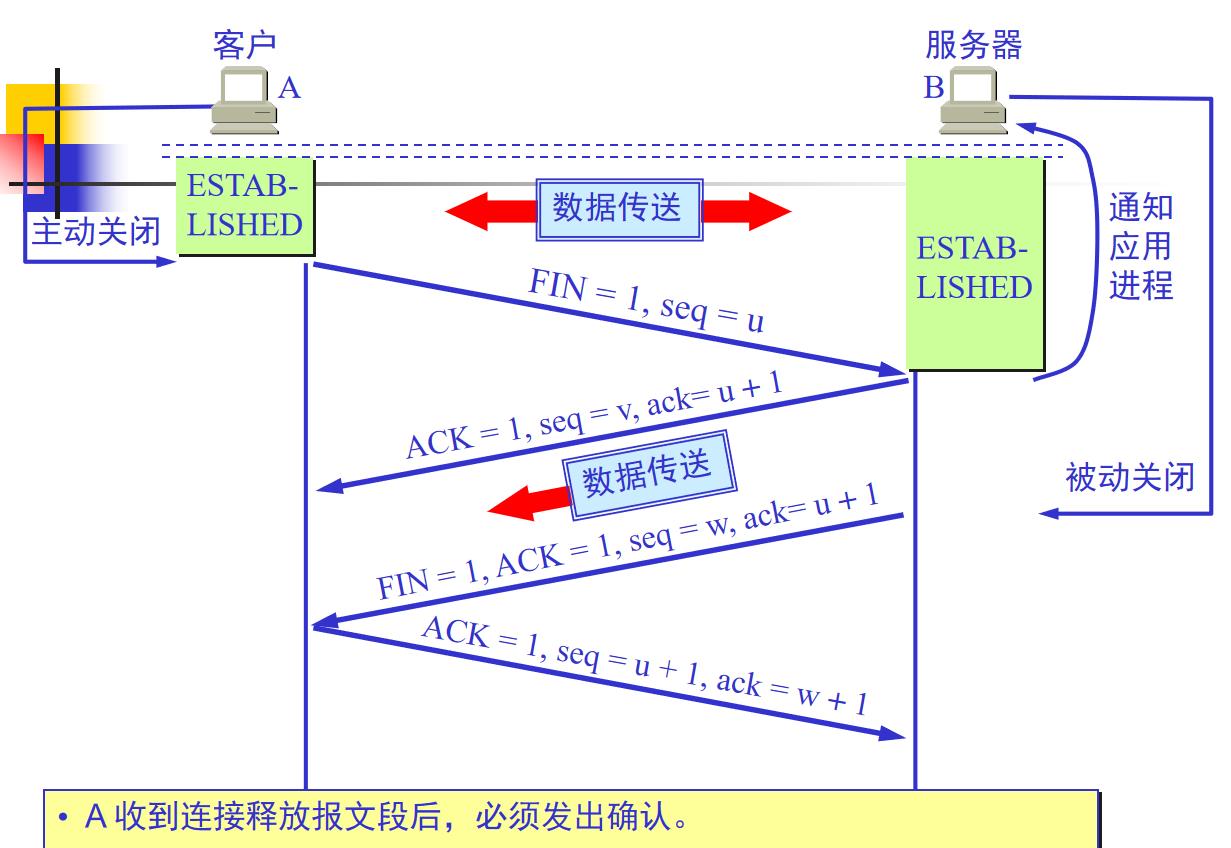 客户
服务器
A
B
ESTAB-
LISHED
数据传送
主动关闭
ESTAB-
LISHED
通知
应用
进程
FIN = 1, seq = u
ACK = 1, seq = v, ack= u + 1
数据传送
被动关闭
FIN = 1, ACK = 1, seq = w, ack= u + 1
ACK = 1, seq = u + 1, ack = w + 1
• A 收到连接释放报文段后，必须发出确认。